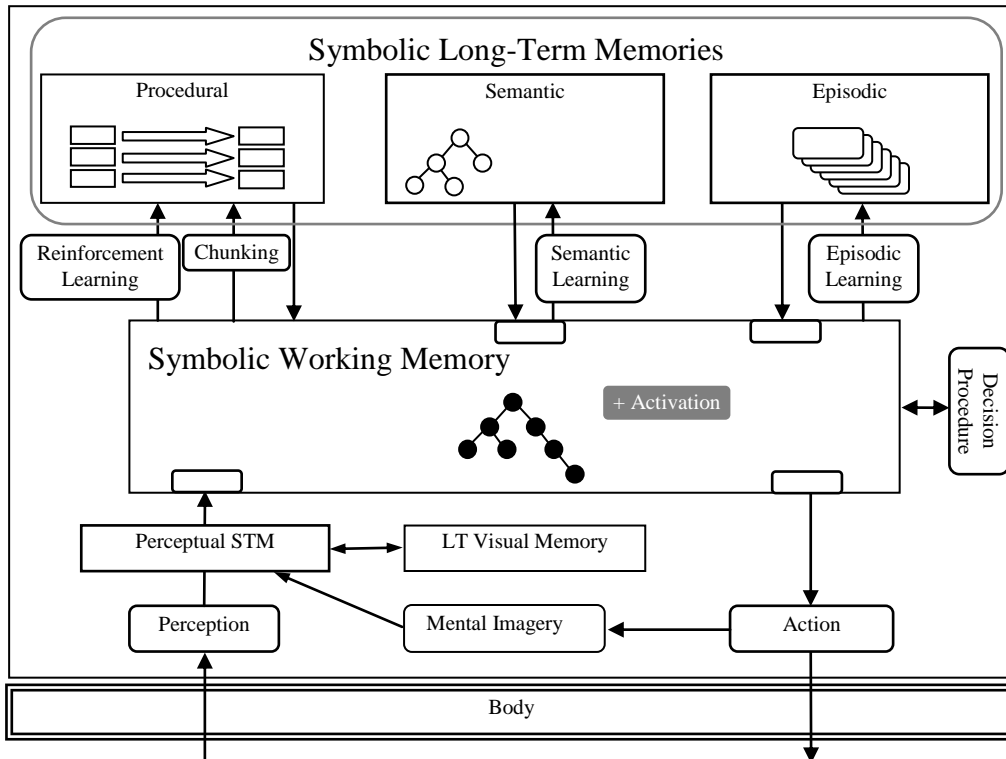 Symbolic Long-Term Memories
Procedural
Semantic
Episodic
Reinforcement
Learning
Chunking
Semantic
Learning
Episodic
Learning
Symbolic Working Memory
+ Activation
Decision
Procedure
Perceptual STM
LT Visual Memory
Perception
Mental Imagery
Action
Body